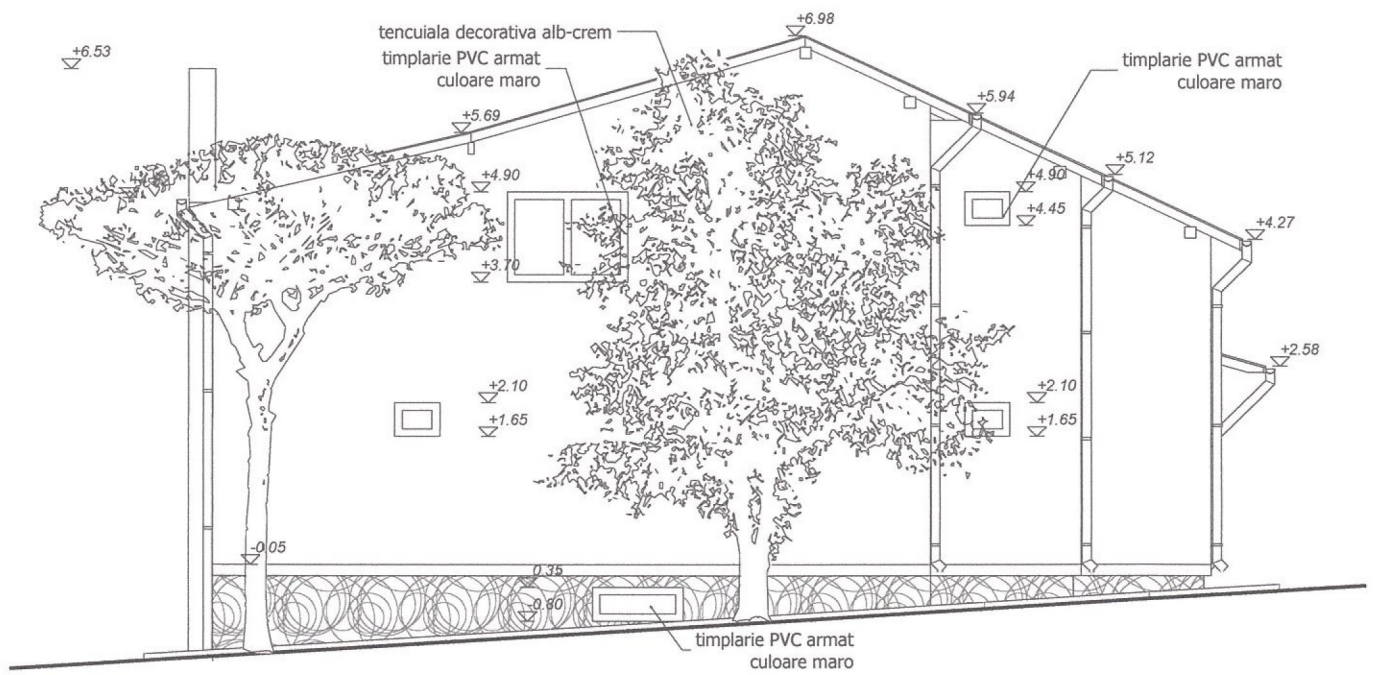 +6.98
tencuiala decorativa alb-crem
timplarie PVC armat
culoare maro
+6.53
timplarie PVC armat
culoare maro
+5.94
+5.69
+5.12
+4.90
+4.90
+4.45
+4.27
+3.70
+2.58
+2.10
+2.10
+1.65
+1.65
-0.05
0.35
-0.80
timplarie PVC armat
culoare maro